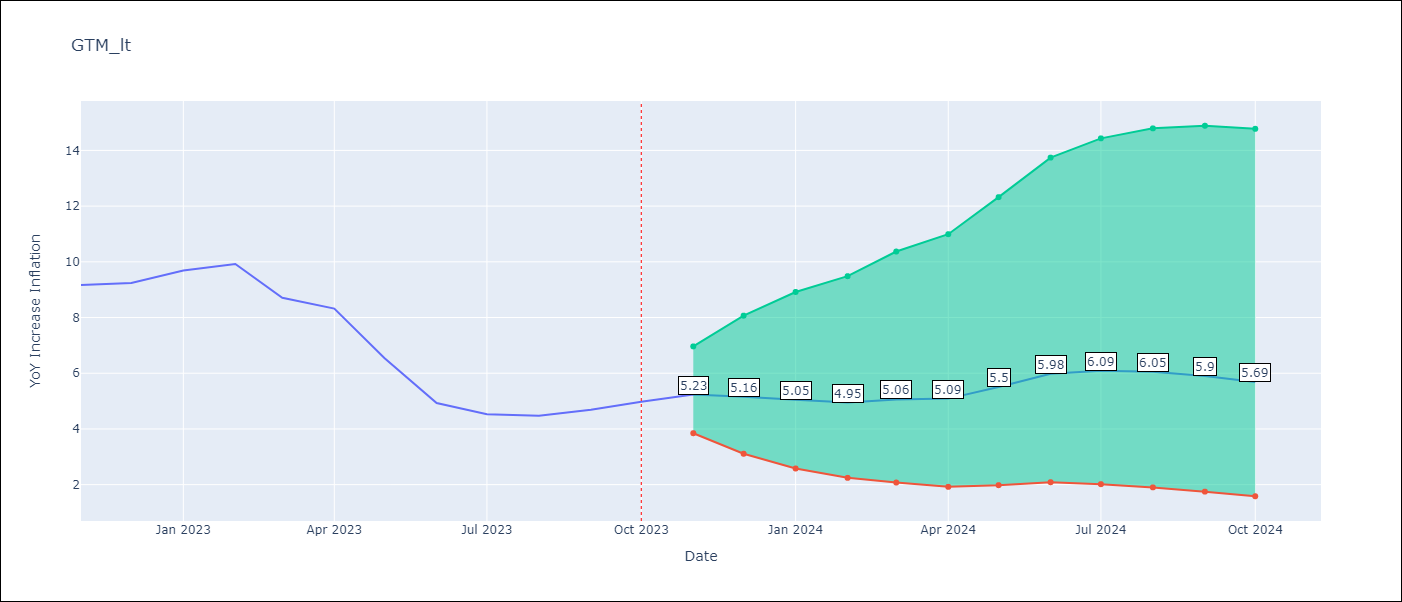 GTM_lt
YoY Increase Inflation
14
12
10
8
6
4
2
5.23
5.16
5.05
4.95
5.06
5.09
5.5
5.98
6.09
6.05
5.9
5.69
Jan 2023
Apr 2023
Jul 2023
Oct 2023
Jan 2024
Apr 2024
Jul 2024
Oct 2024
Date